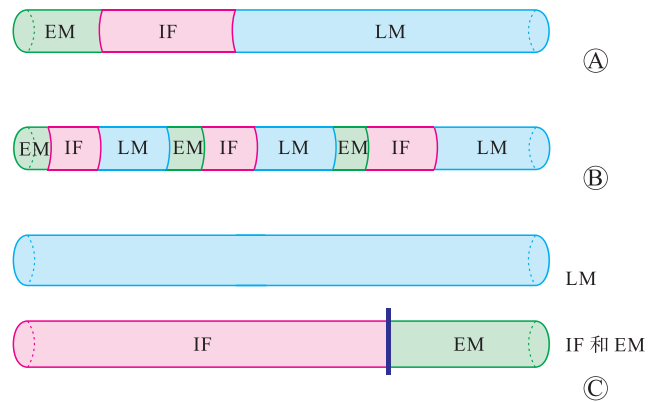 EM IF LM
Ⓐ
EM IF LM EM IF LM EM IF LM
Ⓑ
LM
IF EM IF 和 EM
Ⓒ